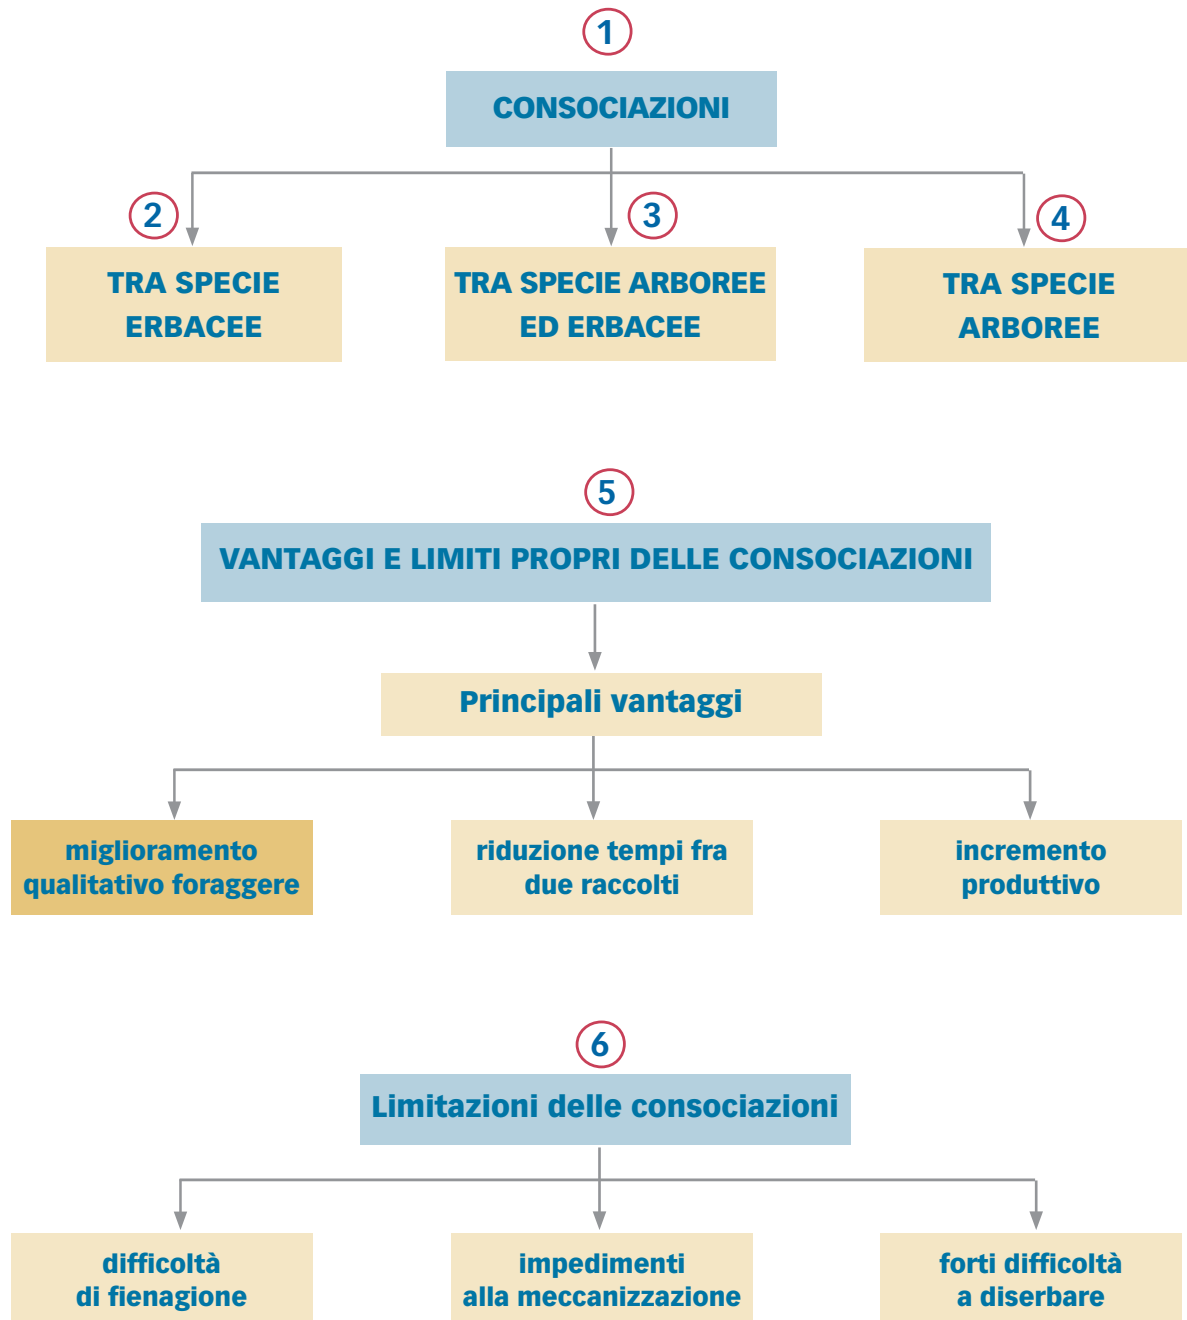 1
CONSOCIAZIONI
2
3
4
TRA SPECIE
ERBACEE
TRA SPECIE ARBOREE
ED ERBACEE
TRA SPECIE
ARBOREE
5
VANTAGGI E LIMITI PROPRI DELLE CONSOCIAZIONI
Principali vantaggi
miglioramento
qualitativo foraggere
riduzione tempi fra
due raccolti
incremento
produttivo
6
Limitazioni delle consociazioni
difficoltà
di fienagione
impedimenti
alla meccanizzazione
forti difficoltà
a diserbare